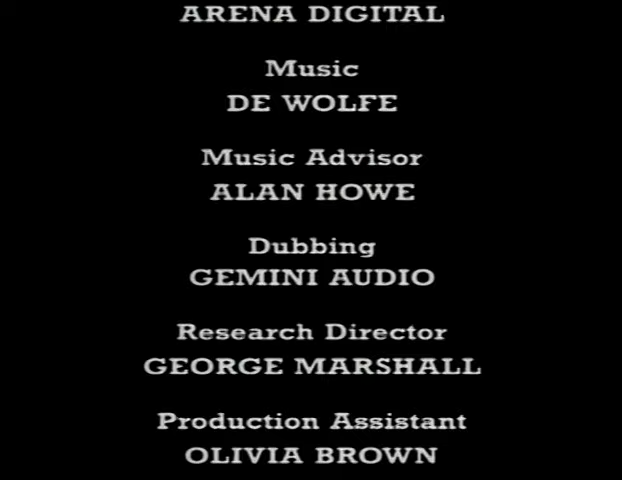 ARENA DIGITAL
Music
DE WOLFE
Music Advisor
ALAN HOWE
Dubbing
GEMINI AUDIO
Research Director
GEORGE MARSHALL
Production Assistant
OLIVIA BROWN